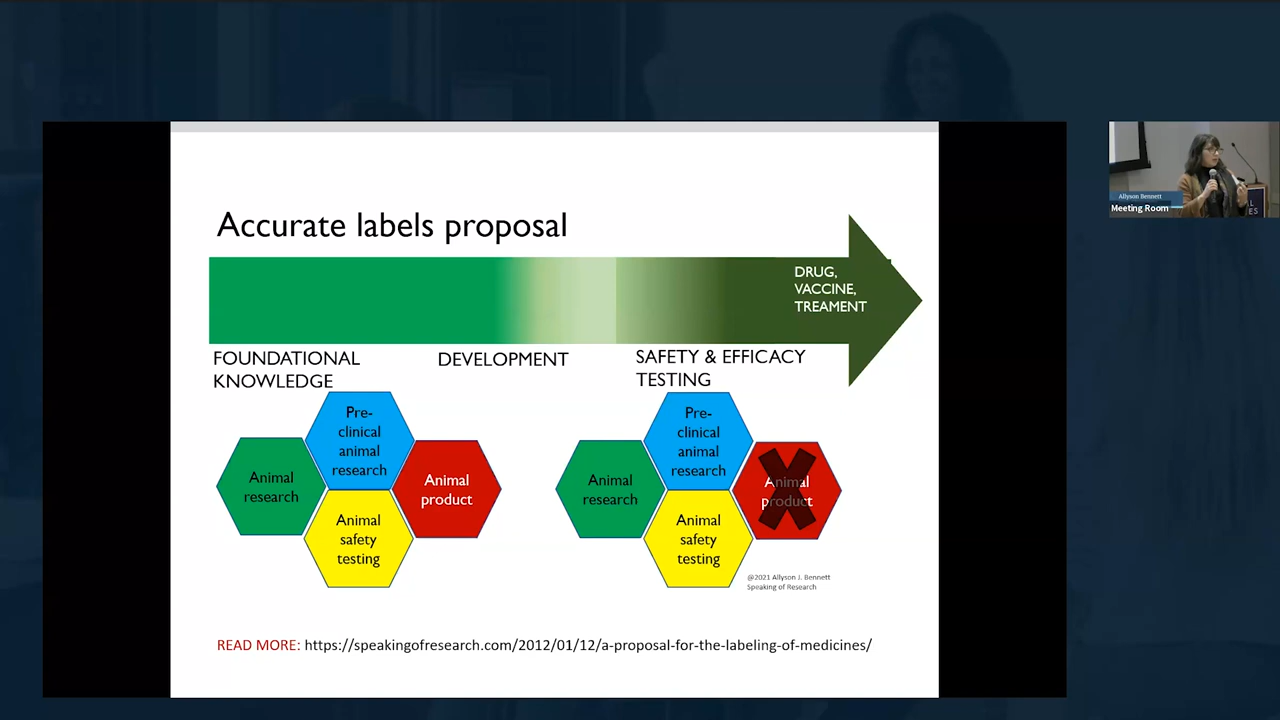 Accurate labels proposal
DRUG,
VACCINE,
TREAMENT
FOUNDATIONAL
KNOWLEDGE
DEVELOPMENT
SAFETY & EFFICACY
TESTING
Pre-
clinical
animal
research
Animal
research
Animal
product
Animal
safety
testing
Pre-
clinical
animal
research
Animal
research
Animal
product
Animal
safety
testing
@2021 Allyson J. Bennett
Speaking of Research
READ MORE: https://speakingofresearch.com/2012/01/12/a-proposal-for-the-labeling-of-medicines/
Allyson Bennett
Meeting Room